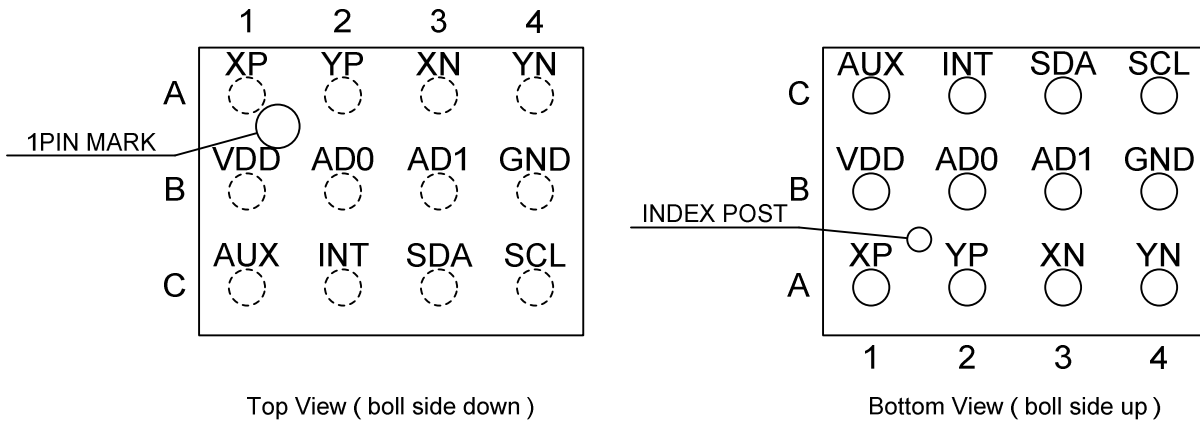 1 2 3 4
XP YP XN YN
A
1PIN MARK
VDD AD0 AD1 GND
B
AUX INT SDA SCL
C
Top View ( boll side down )
AUX INT SDA SCL
C
VDD AD0 AD1 GND
B
INDEX POST
XP YP XN YN
A
1 2 3 4
Bottom View ( boll side up )